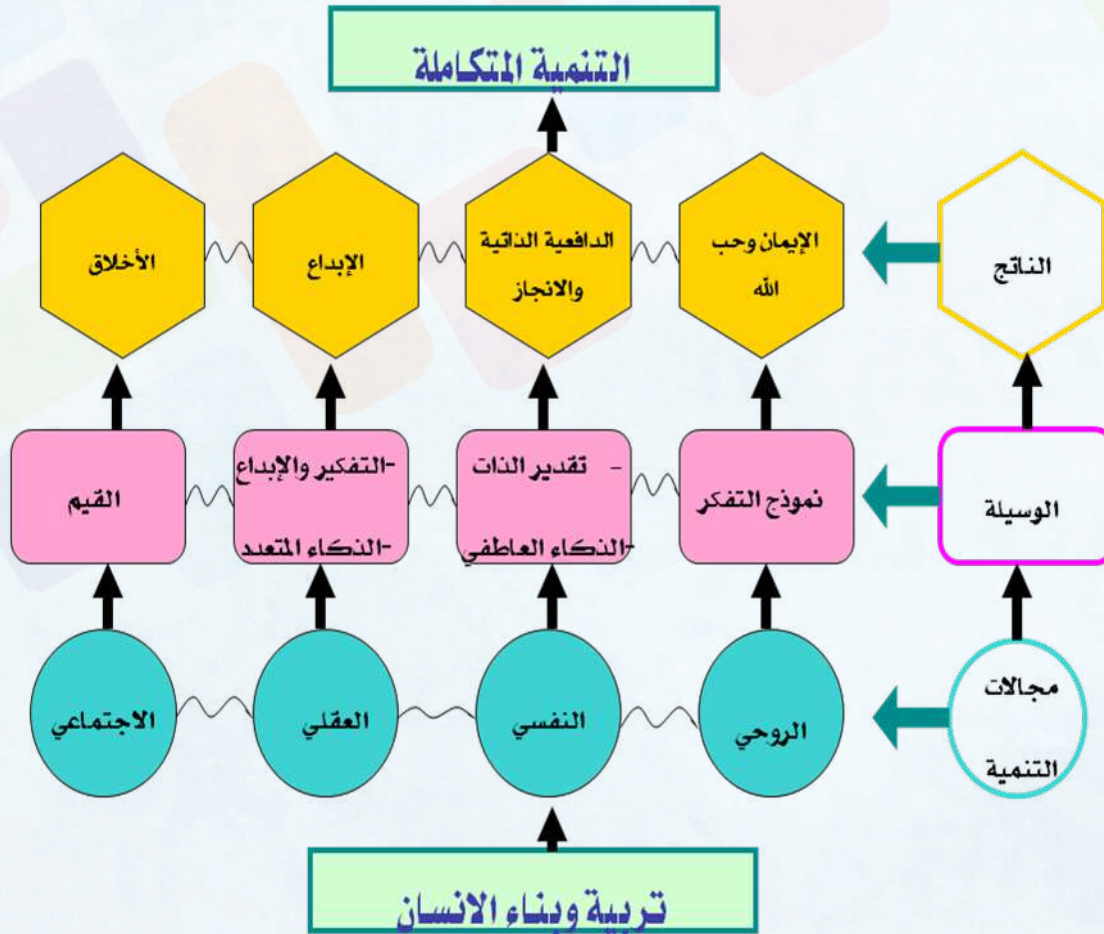 التنمية المتكاملة
الناتج
الإيمان وحب
الله
الدافعية الذاتية
والانجاز
الإبداع
الأخلاق
الوسيلة
نموذج التفكر
- تقدير الذات
-الذكاء العاطفي
-التفكير والإبداع
-الذكاء المتعدد
القيم
مجالات
التنمية
الروحي
النفسي
العقلي
الاجتماعي
تربية وبناء الانسان